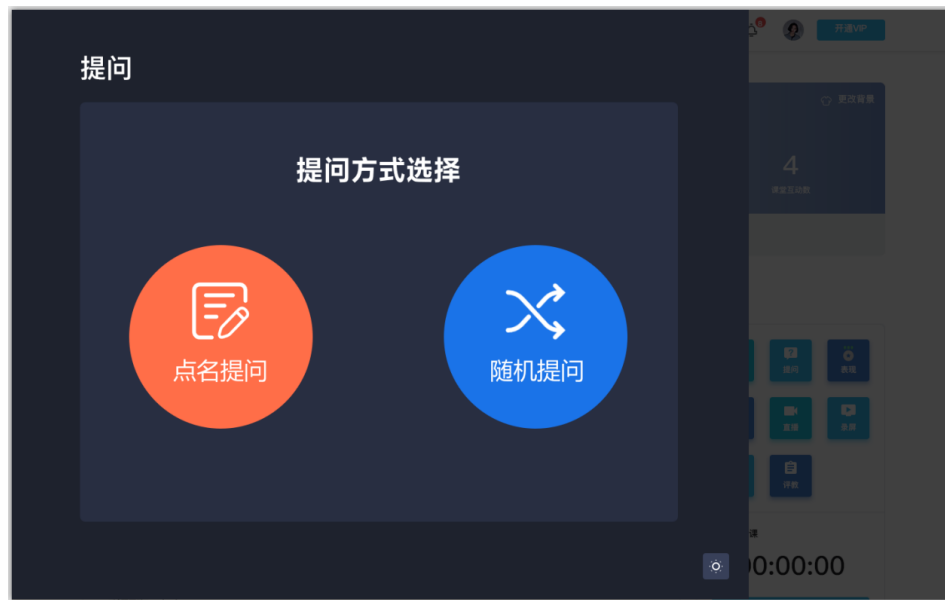 提问
提问方式选择
点名提问
随机提问
开通VIP
更改背景
4
课堂互动数
提问
表现
直播
录屏
评教
课
00:00:00